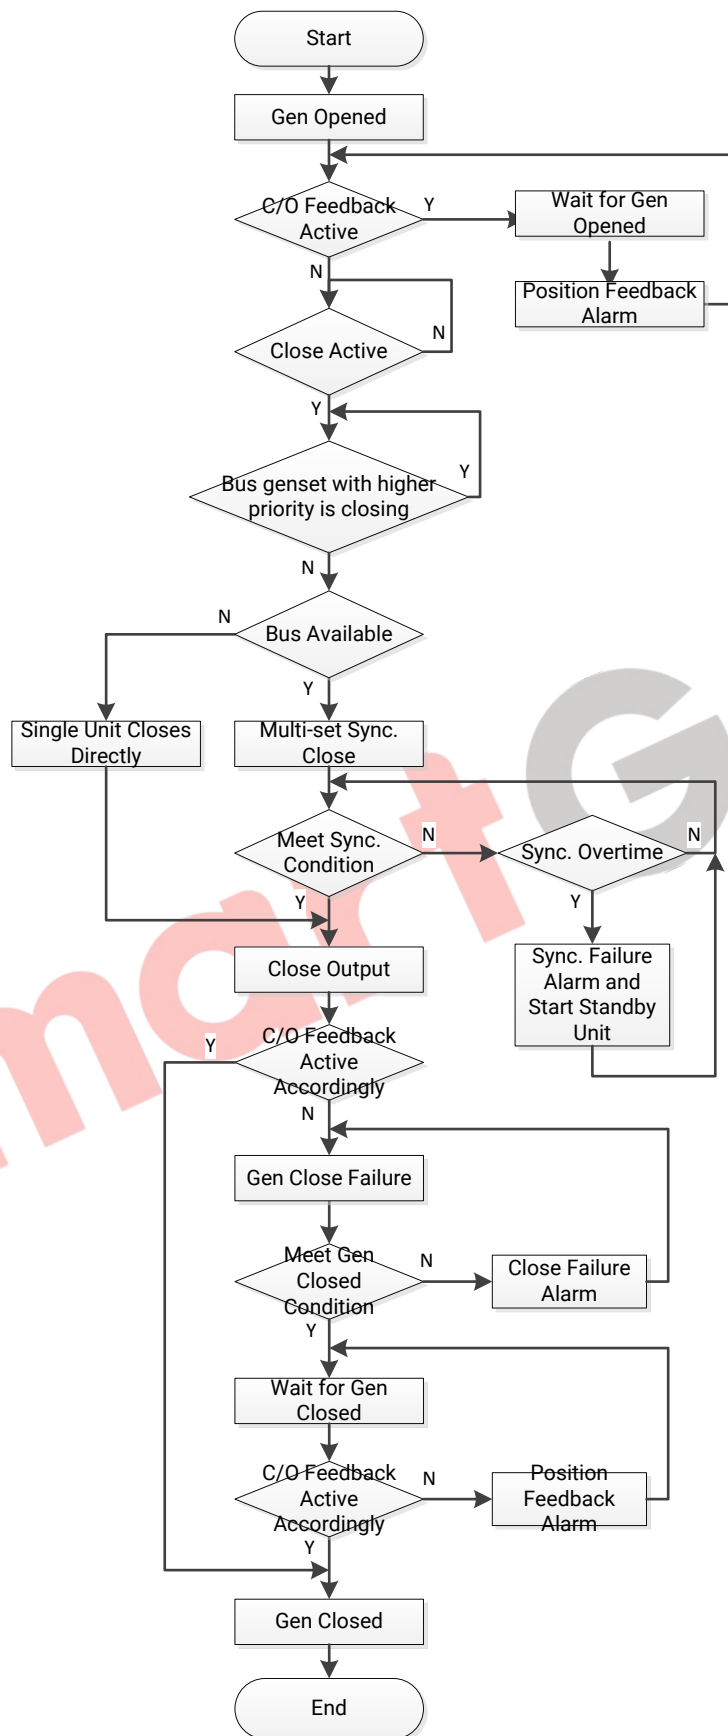 Start
Gen Opened
C/O Feedback
Active
Y
Wait for Gen
Opened
N
Position Feedback
Alarm
Close Active
N
Y
Bus genset with higher
priority is closing
Y
N
Bus Available
N
Y
Single Unit Closes
Directly
Multi-set Sync.
Close
Meet Sync.
Condition
N
Sync. Overtime
N
Y
Y
Sync. Failure
Alarm and
Start Standby
Unit
Close Output
C/O Feedback
Active
Accordingly
Y
N
Gen Close Failure
Meet Gen
Closed
Condition
N
Close Failure
Alarm
Y
Wait for Gen
Closed
C/O Feedback
Active
Accordingly
N
Position
Feedback
Alarm
Y
Gen Closed
End
martG